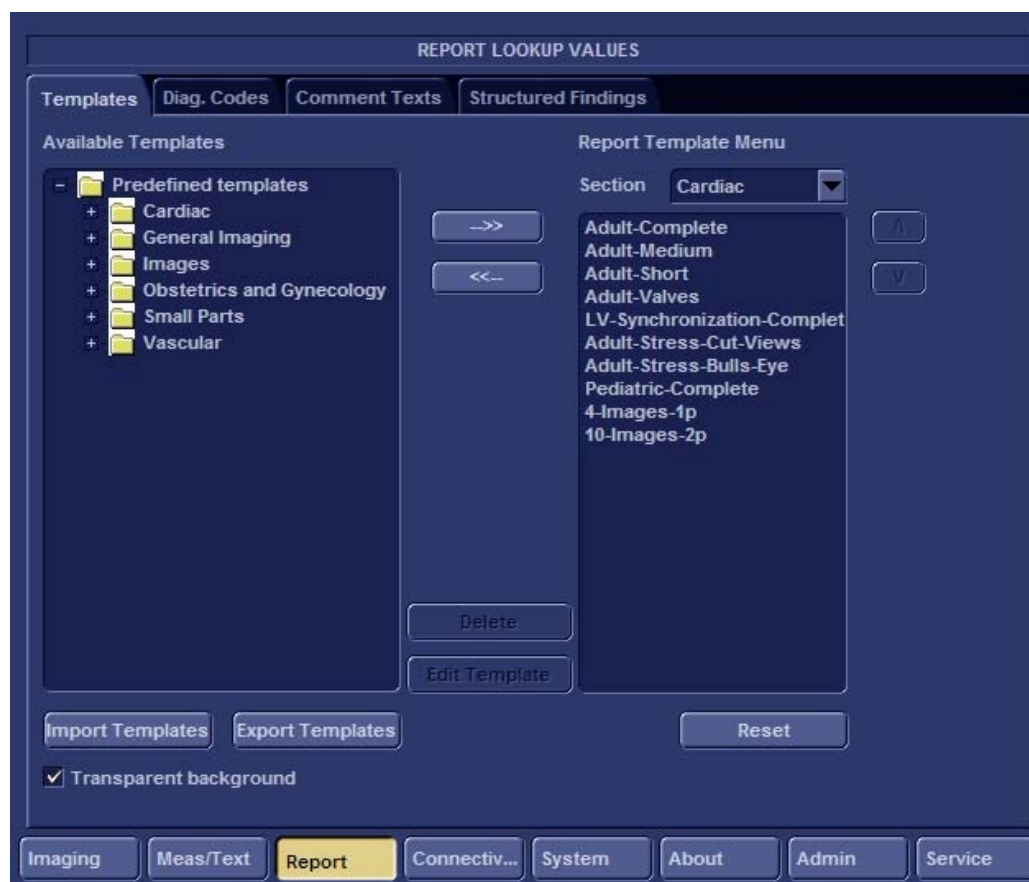 REPORT LOOKUP VALUES
Templates
Diag. Codes
Comment Texts
Structured Findings
Available Templates
Predefined templates
Cardiac
General Imaging
Images
Obstetrics and Gynecology
Small Parts
Vascular
-->>
<<--
Delete
Edit Template
Report Template Menu
Section
Cardiac
Adult-Complete
Adult-Medium
Adult-Short
Adult-Valves
LV-Synchronization-Complet
Adult-Stress-Cut-Views
Adult-Stress-Bulls-Eye
Pediatric-Complete
4-Images-1p
10-Images-2p
Import Templates
Export Templates
Reset
Transparent background
Imaging
Meas/Text
Report
Connectiv...
System
About
Admin
Service